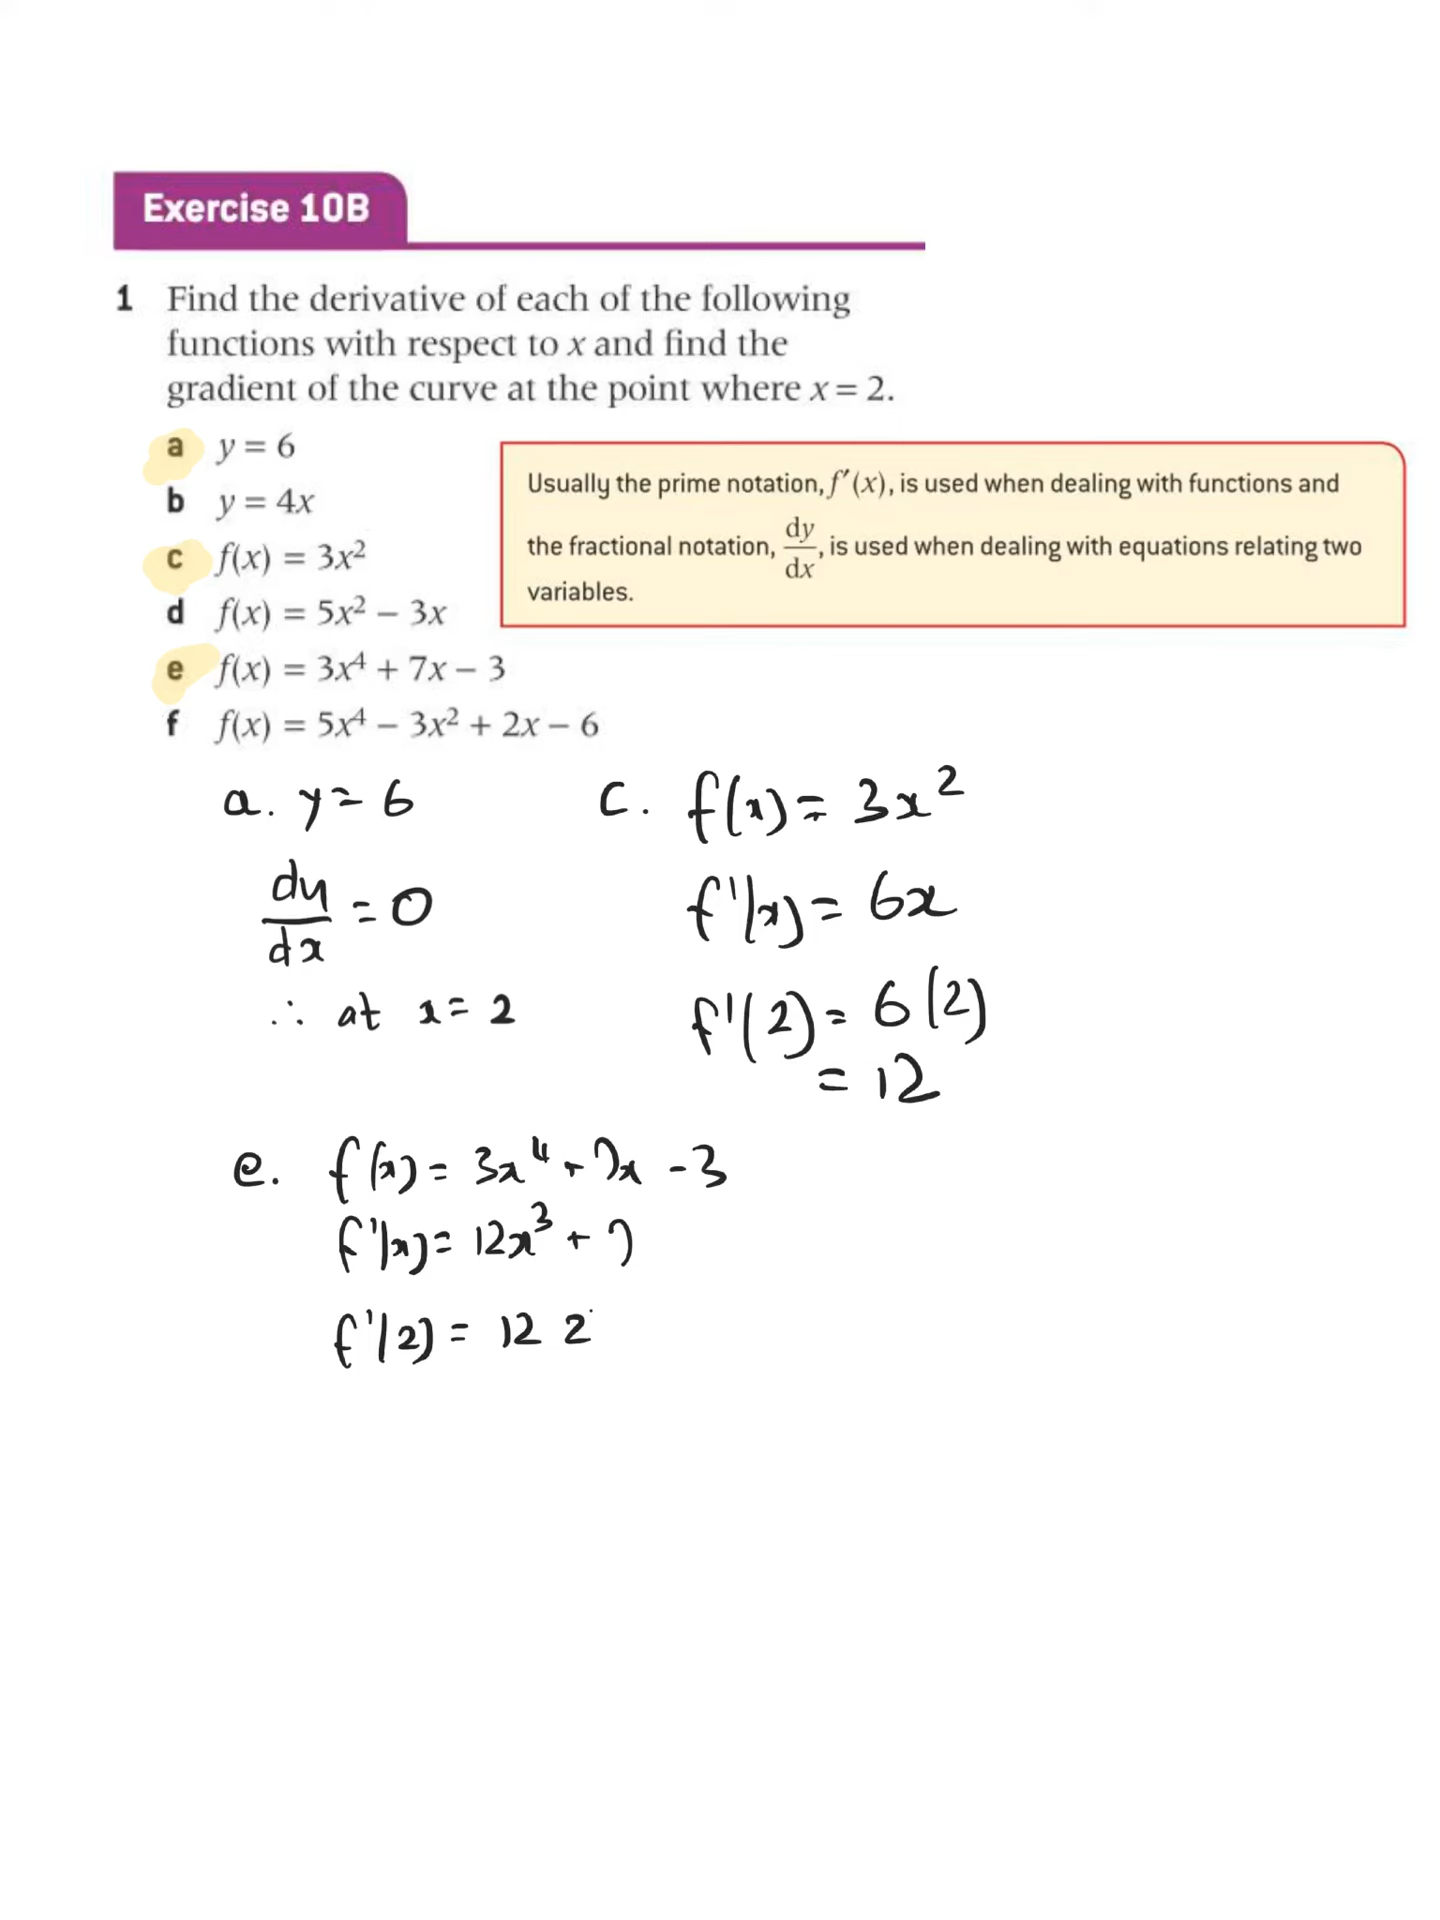 Exercise 10B
1 Find the derivative of each of the following
functions with respect to x and find the
gradient of the curve at the point where x = 2.
a y = 6
b y = 4x
c f(x) = 3x²
d f(x) = 5x² − 3x
e f(x) = 3x⁴ + 7x − 3
f f(x) = 5x⁴ − 3x² + 2x − 6
Usually the prime notation, f′(x), is used when dealing with functions and
the fractional notation, dy/dx, is used when dealing with equations relating two
variables.
a. y = 6
dy/dx = 0
∴ at x = 2
c. f(x) = 3x²
f'(x) = 6x
f'(2) = 6(2)
= 12
e. f(x) = 3x⁴ + 7x - 3
f'(x) = 12x³ + 7
f'(2) = 12 2